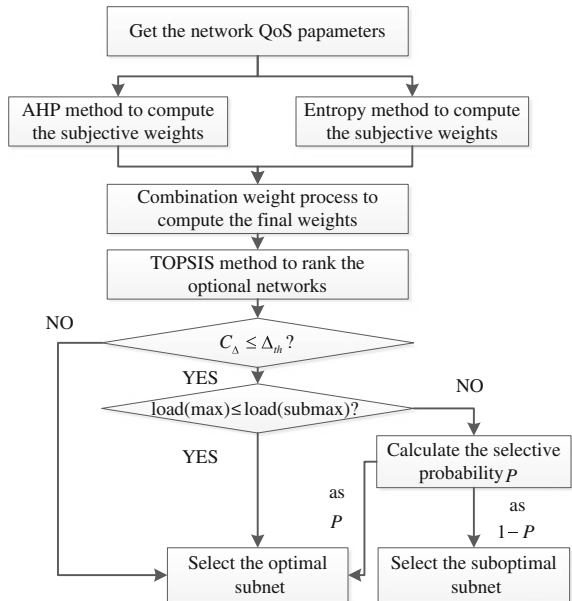 Get the network QoS papameters
AHP method to compute
the subjective weights
Entropy method to compute
the subjective weights
Combination weight process to
compute the final weights
TOPSIS method to rank the
optional networks
NO
C_Δ ≤ Δ_th ?
YES
NO
load(max)≤load(submax)?
YES
Calculate the selective
probability P
as
P
as
1−P
Select the optimal
subnet
Select the suboptimal
subnet